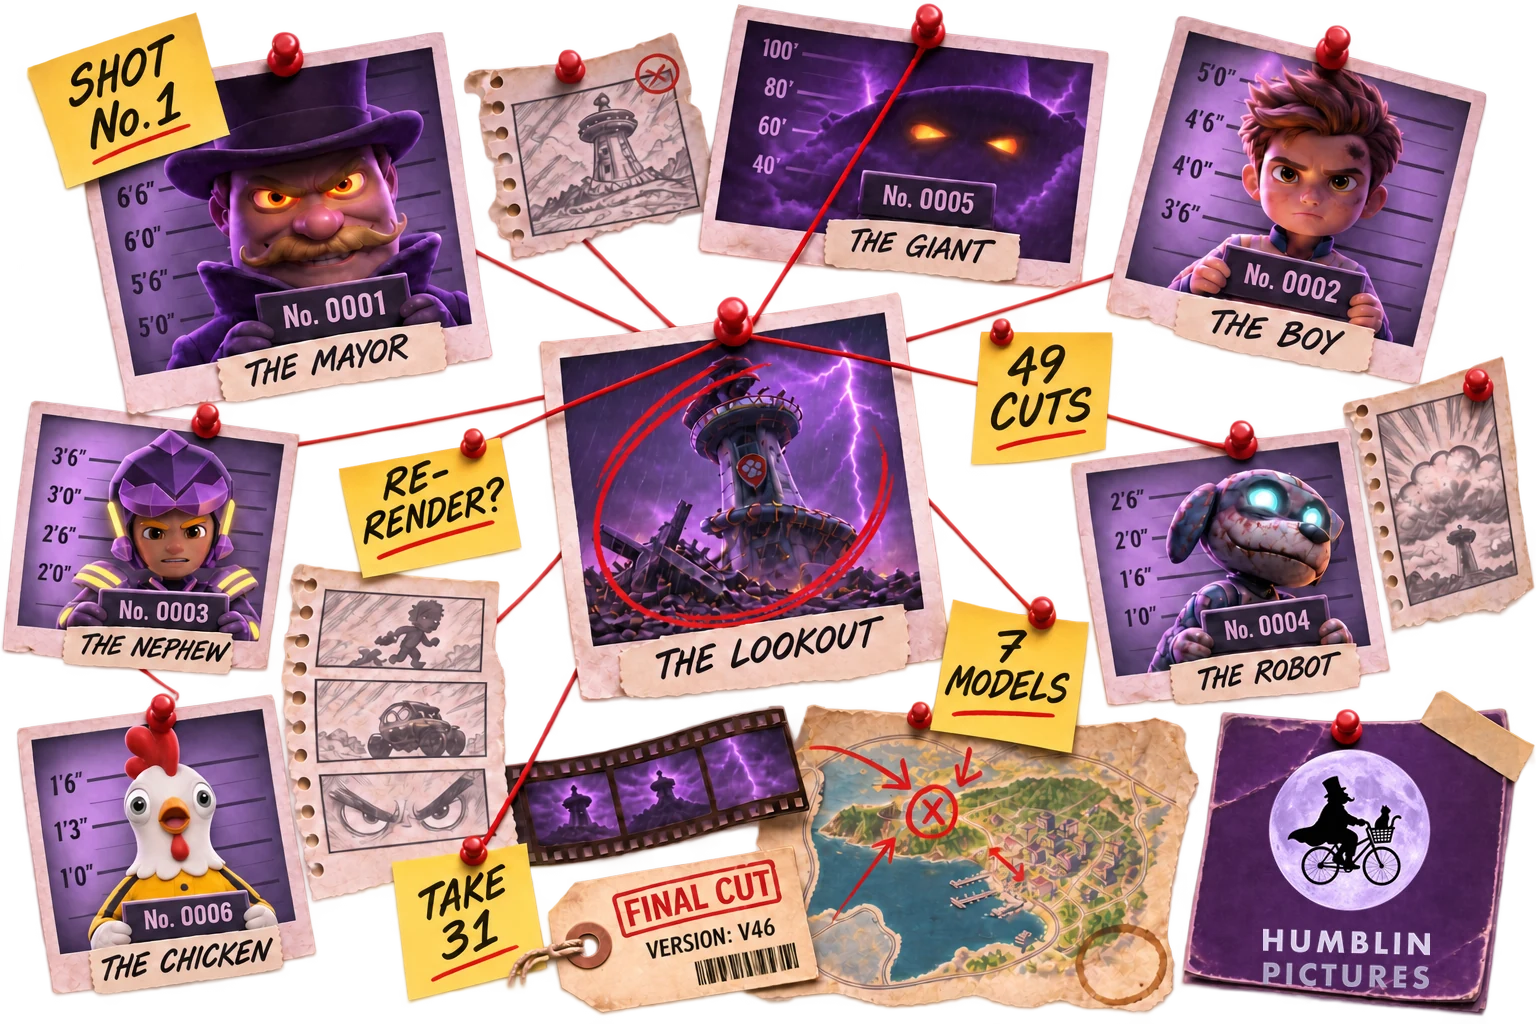 SHOT
No.1
6'6"
6'0"
5'6"
5'0"
No. 0001
THE MAYOR
100'
80'
60'
40'
No. 0005
THE GIANT
5'0"
4'6"
4'0"
3'6"
No. 0002
THE BOY
49
CUTS
3'6"
3'0"
2'6"
2'0"
No. 0003
THE NEPHEW
RE-
RENDER?
THE LOOKOUT
2'6"
2'0"
1'6"
1'0"
No. 0004
THE ROBOT
7
MODELS
1'6"
1'3"
1'0"
No. 0006
THE CHICKEN
TAKE
31
FINAL CUT
VERSION: V46
X
HUMBLIN
PICTURES